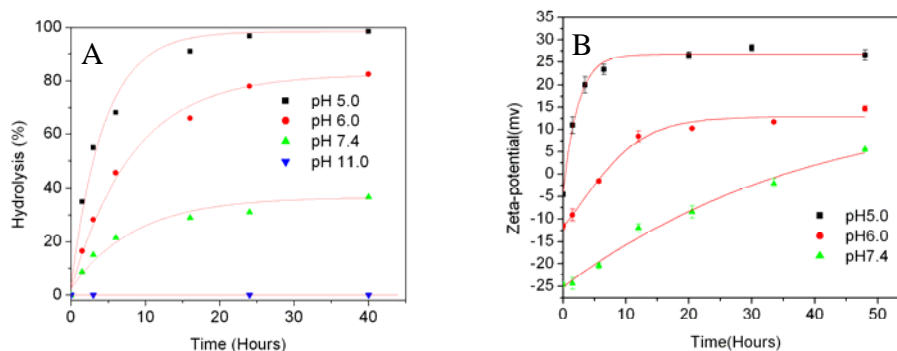 A
Hydrolysis (%)
100
80
60
40
20
0
pH 5.0
pH 6.0
pH 7.4
pH 11.0
0 10 20 30 40
Time (Hours)
B
Zeta-potential(mv)
35
30
25
20
15
10
5
0
-5
-10
-15
-20
-25
pH5.0
pH6.0
pH7.4
0 10 20 30 40 50
Time(Hours)